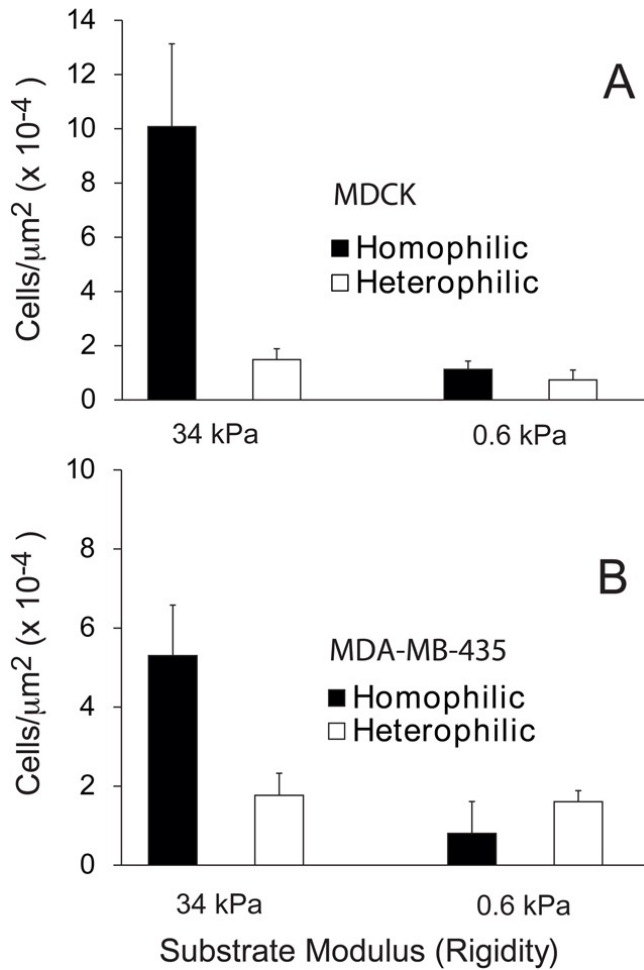 14
A
12
10
8
6
4
2
0
Cells/μm² (x 10⁻⁴)
MDCK
Homophilic
Heterophilic
34 kPa 0.6 kPa
10
B
8
6
4
2
0
Cells/μm² (x 10⁻⁴)
MDA-MB-435
Homophilic
Heterophilic
34 kPa 0.6 kPa
Substrate Modulus (Rigidity)